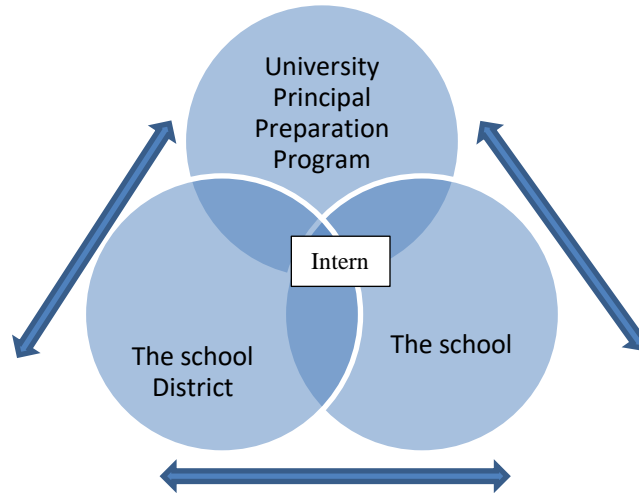 University
Principal
Preparation
Program
Intern
The school
District
The school